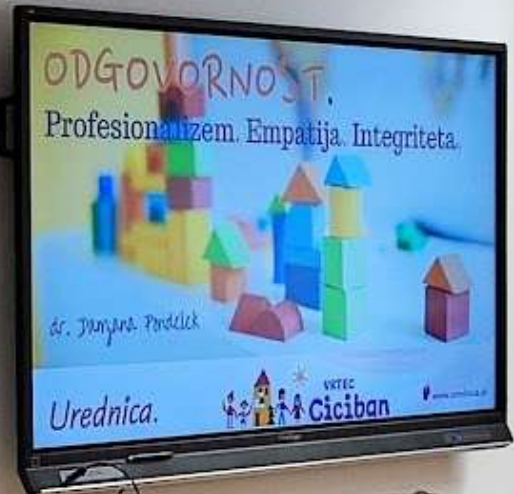 ODGOVORNOST.
Profesionalizem. Empatija. Integriteta.
dr. Damjana Pondelek
Urednica.
VRTEC
Ciciban